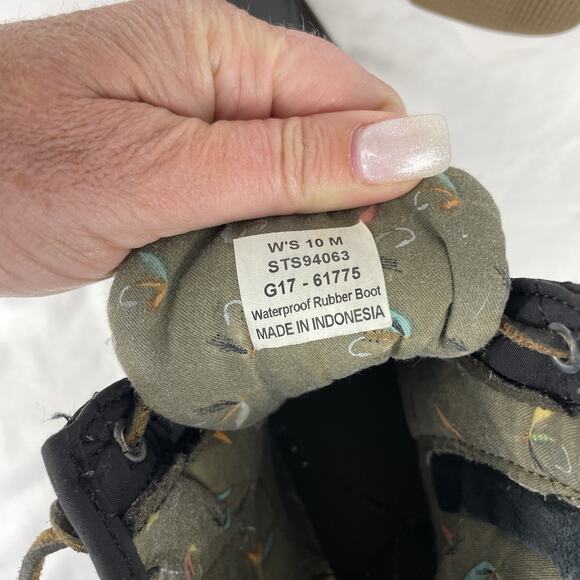 W'S 10 M
STS94063
G17 - 61775
Waterproof Rubber Boot
MADE IN INDONESIA